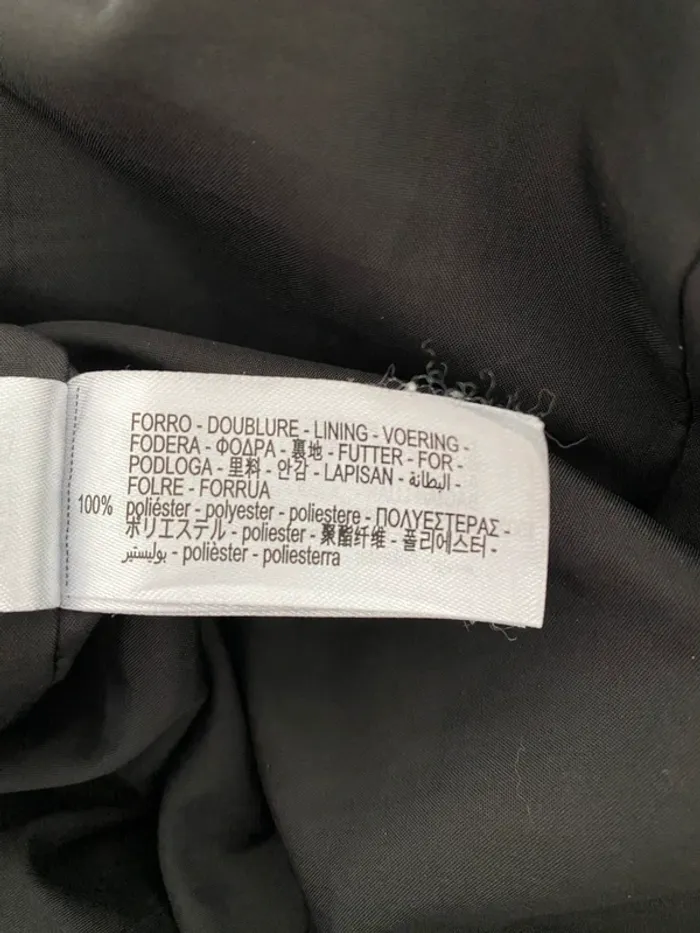 FORRO - DOUBLURE - LINING - VOERING -
FODERA - ΦΟΔΡΑ - 裏地 - FUTTER - FOR -
PODLOGA - 里料 - 안감 - LAPISAN - البطانة -
FOLRE - FORRUA
100% poliéster - polyester - poliestere - ΠΟΛΥΕΣΤΕΡΑΣ -
ポリエステル - poliester - 聚酯纤维 - 폴리에스터 -
بوليستير - polièster - poliesterra